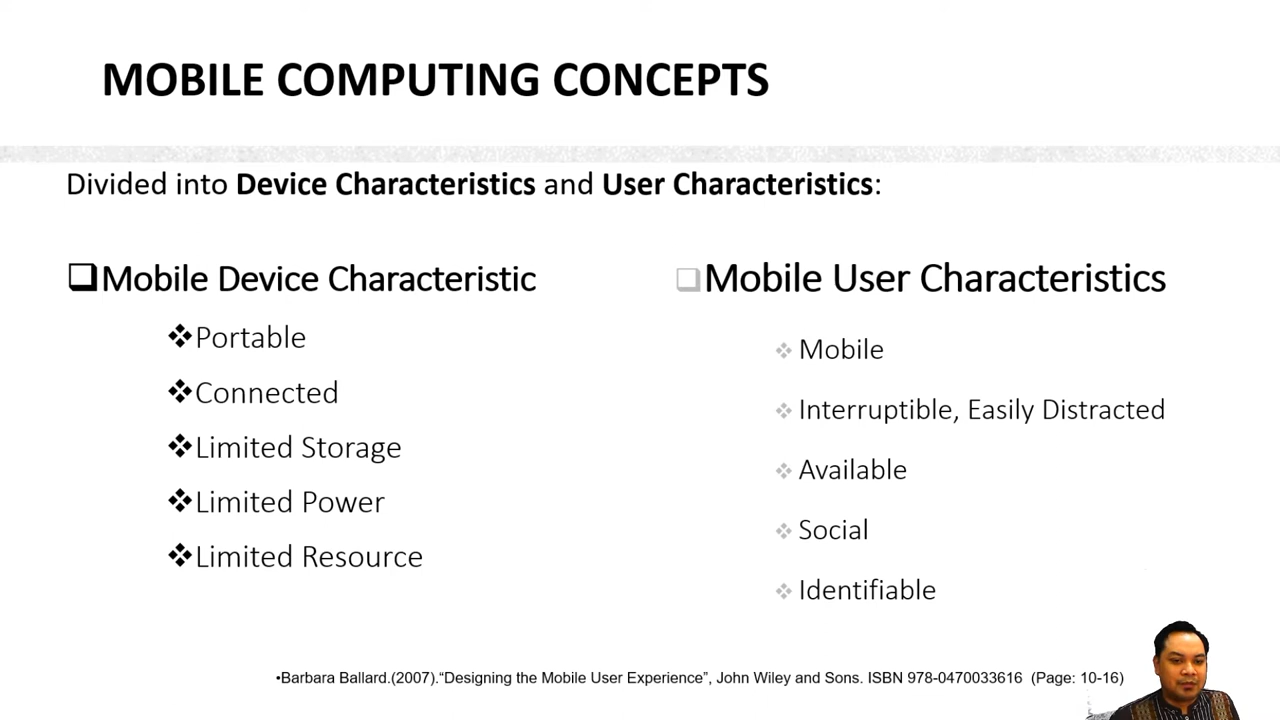 MOBILE COMPUTING CONCEPTS
Divided into Device Characteristics and User Characteristics:
Mobile Device Characteristic
Portable
Connected
Limited Storage
Limited Power
Limited Resource
Mobile User Characteristics
Mobile
Interruptible, Easily Distracted
Available
Social
Identifiable
•Barbara Ballard.(2007).“Designing the Mobile User Experience”, John Wiley and Sons. ISBN 978-0470033616 (Page: 10-16)